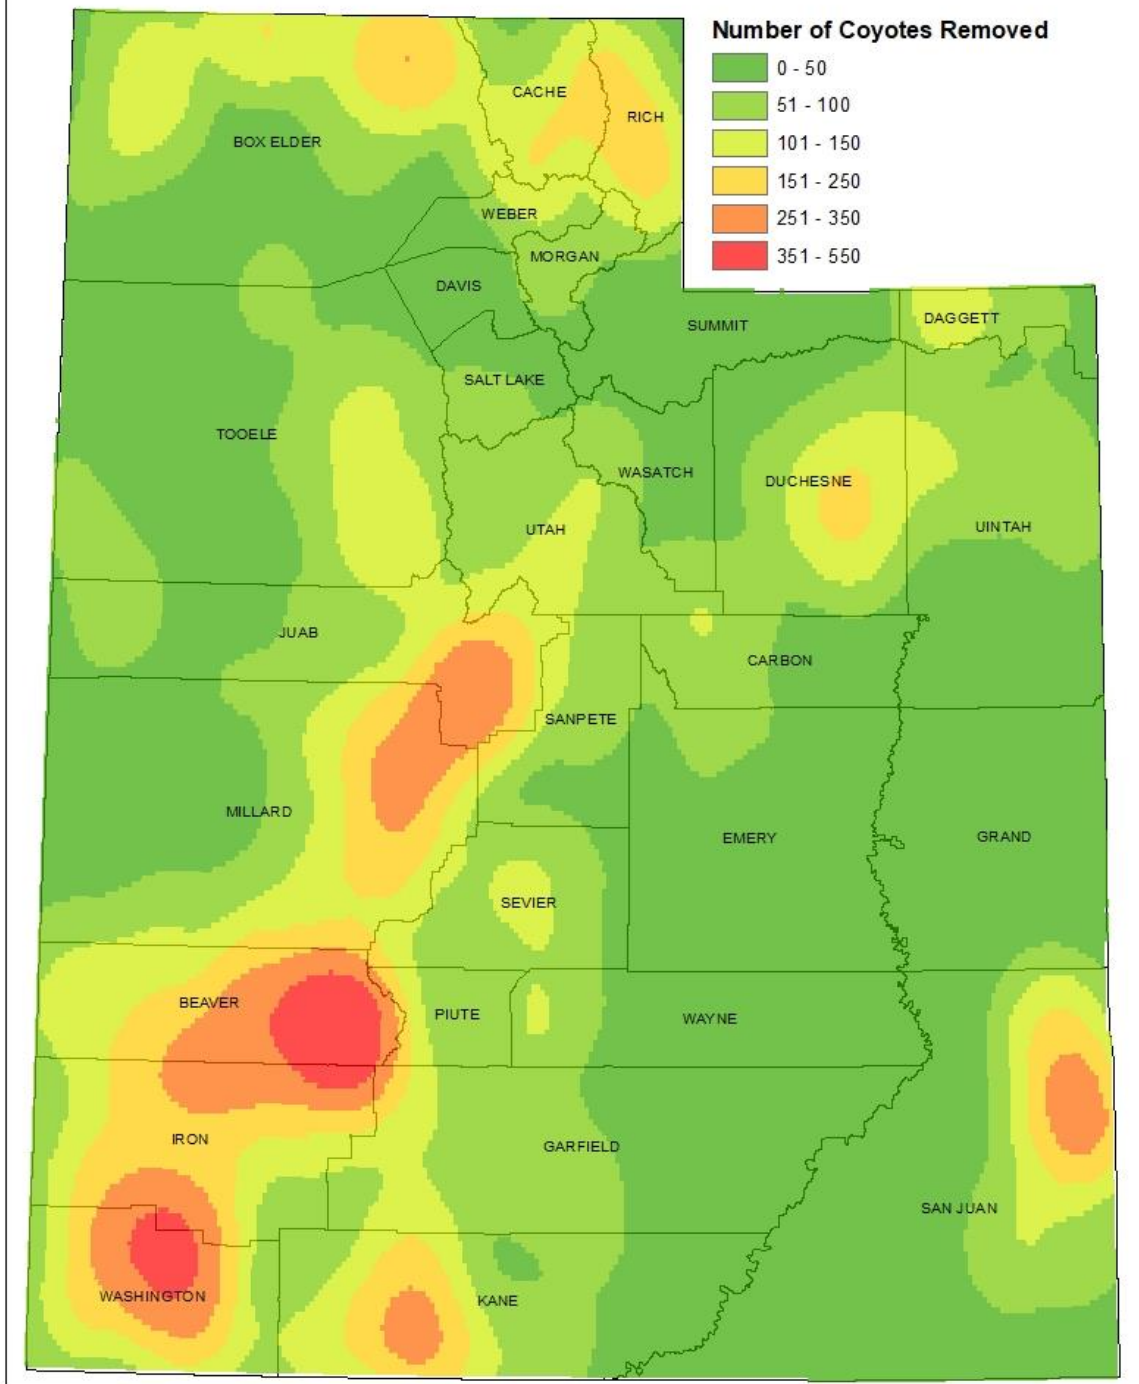 Number of Coyotes Removed
0 - 50
51 - 100
101 - 150
151 - 250
251 - 350
351 - 550
CACHE
RICH
BOX ELDER
WEBER
MORGAN
DAVIS
SUMMIT
DAGGETT
SALT LAKE
TOOELE
WASATCH
DUCHESNE
UTAH
UINTAH
JUAB
CARBON
SANPETE
MILLARD
EMERY
GRAND
SEVIER
BEAVER
PIUTE
WAYNE
IRON
GARFIELD
SAN JUAN
WASHINGTON
KANE